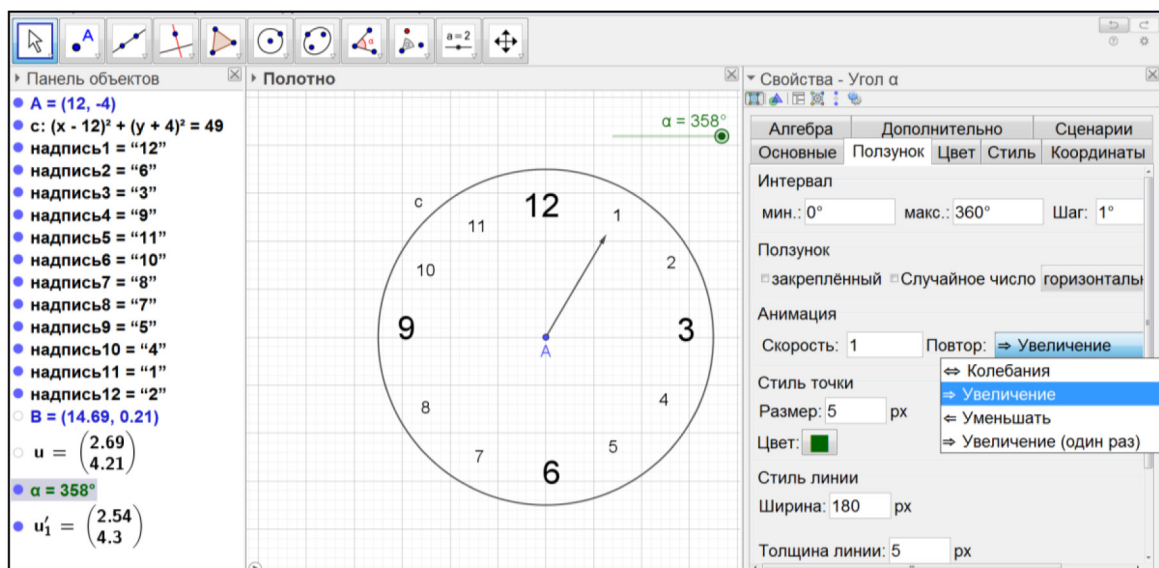 A
a = 2
Панель объектов
A = (12, -4)
c: (x - 12)² + (y + 4)² = 49
надпись1 = “12”
надпись2 = “6”
надпись3 = “3”
надпись4 = “9”
надпись5 = “11”
надпись6 = “10”
надпись7 = “8”
надпись8 = “7”
надпись9 = “5”
надпись10 = “4”
надпись11 = “1”
надпись12 = “2”
B = (14.69, 0.21)
u = (2.69
4.21)
α = 358°
u′₁ = (2.54
4.3)
Полотно
α = 358°
c
11
12
1
10
2
9
3
A
8
4
7
6
5
Свойства - Угол α
Алгебра Дополнительно Сценарии
Основные Ползунок Цвет Стиль Координаты
Интервал
мин.: 0° макс.: 360° Шаг: 1°
Ползунок
закреплённый Случайное число горизонталь
Анимация
Скорость: 1 Повтор: ⇒ Увеличение
⇔ Колебания
⇒ Увеличение
⇐ Уменьшать
⇒ Увеличение (один раз)
Стиль точки
Размер: 5 px
Цвет:
Стиль линии
Ширина: 180 px
Толщина линии: 5 px